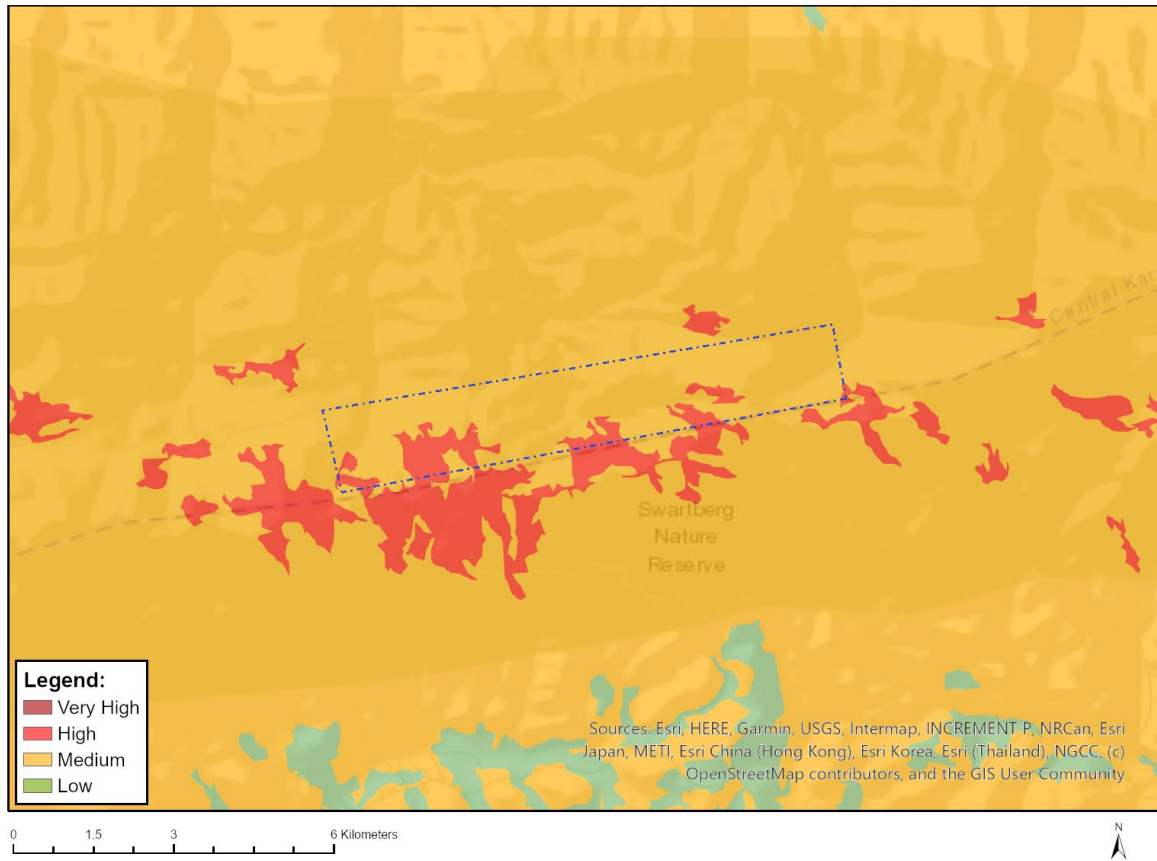 Central Kar
Swartberg
Nature
Reserve
Legend:
Very High
High
Medium
Low
Sources: Esri, HERE, Garmin, USGS, Intermap, INCREMENT P, NRCan, Esri
Japan, METI, Esri China (Hong Kong), Esri Korea, Esri (Thailand), NGCC, (c)
OpenStreetMap contributors, and the GIS User Community
0 1.5 3 6 Kilometers
N